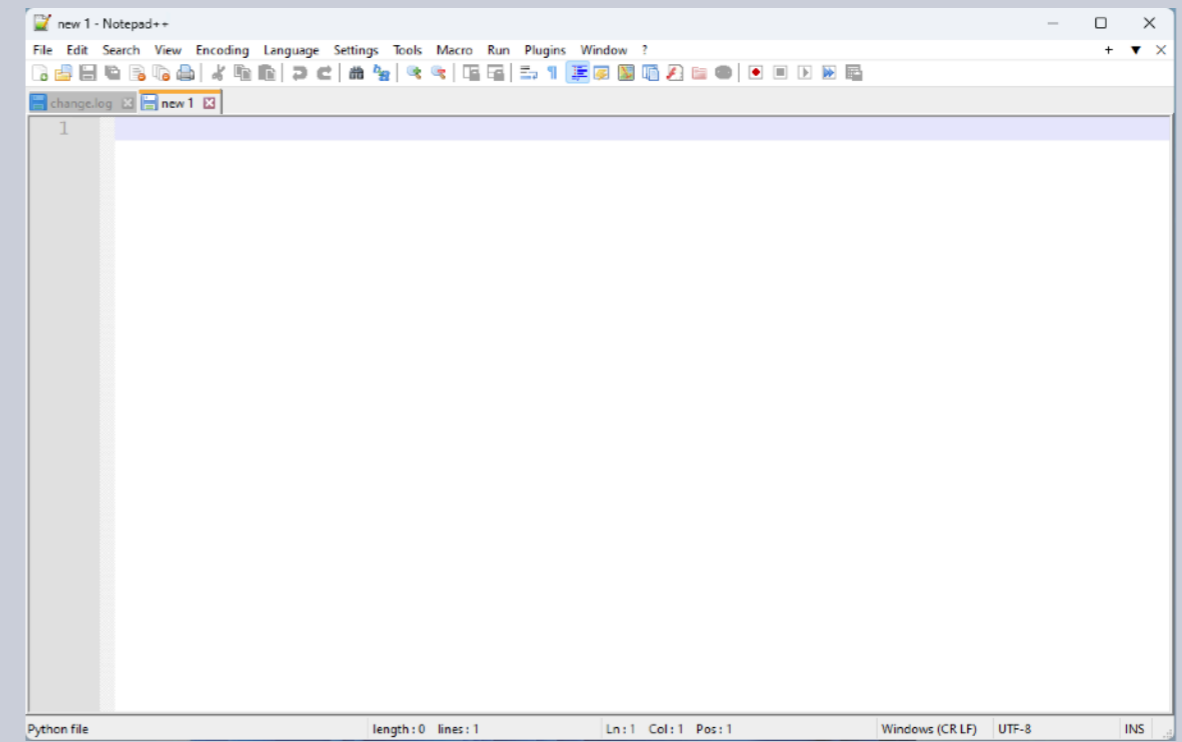 new 1 - Notepad++
File Edit Search View Encoding Language Settings Tools Macro Run Plugins Window ?
change.log new 1
1
Python file length : 0 lines : 1 Ln : 1 Col : 1 Pos : 1 Windows (CR LF) UTF-8 INS